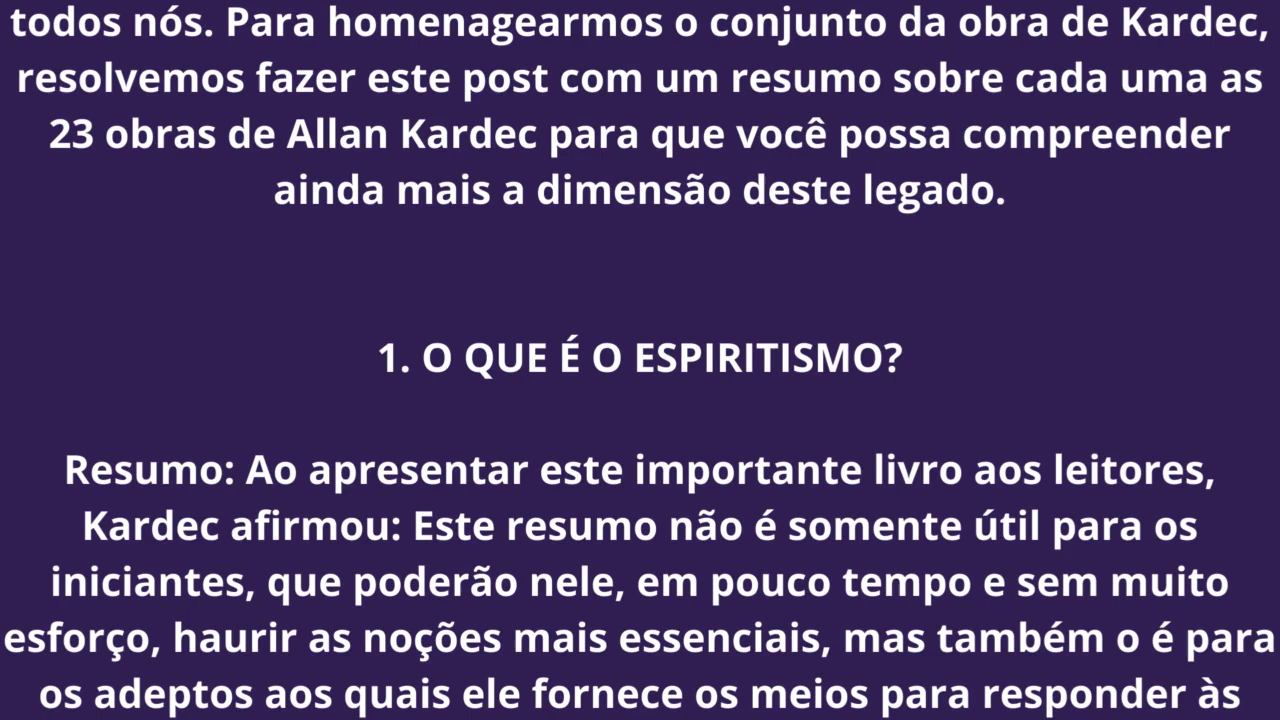 todos nós. Para homenagearmos o conjunto da obra de Kardec,
resolvemos fazer este post com um resumo sobre cada uma as
23 obras de Allan Kardec para que você possa compreender
ainda mais a dimensão deste legado.
1. O QUE É O ESPIRITISMO?
Resumo: Ao apresentar este importante livro aos leitores,
Kardec afirmou: Este resumo não é somente útil para os
iniciantes, que poderão nele, em pouco tempo e sem muito
esforço, haurir as noções mais essenciais, mas também o é para
os adeptos aos quais ele fornece os meios para responder às